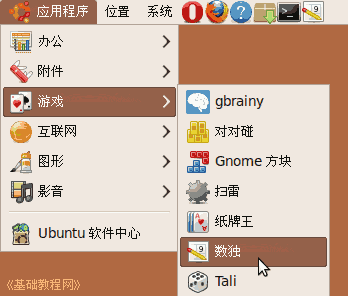 应用程序 位置 系统
办公
附件
游戏
互联网
图形
影音
Ubuntu 软件中心
gbrainy
对对碰
Gnome 方块
扫雷
纸牌王
数独
Tali
《基础教程网》